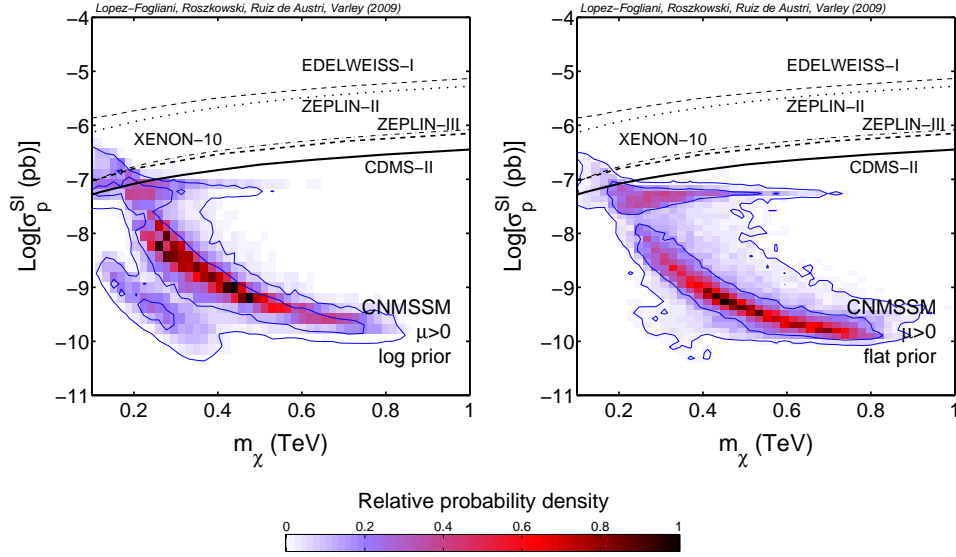 Lopez−Fogliani, Roszkowski, Ruiz de Austri, Varley (2009)
−4
−5
−6
−7
−8
−9
−10
−11
Log[σ_p^SI (pb)]
EDELWEISS−I
ZEPLIN−II
ZEPLIN−III
XENON−10
CDMS−II
CNMSSM
μ>0
log prior
0.2 0.4 0.6 0.8 1
m_χ (TeV)
Lopez−Fogliani, Roszkowski, Ruiz de Austri, Varley (2009)
−4
−5
−6
−7
−8
−9
−10
−11
Log[σ_p^SI (pb)]
EDELWEISS−I
ZEPLIN−II
ZEPLIN−III
XENON−10
CDMS−II
CNMSSM
μ>0
flat prior
0.2 0.4 0.6 0.8 1
m_χ (TeV)
Relative probability density
0 0.2 0.4 0.6 0.8 1